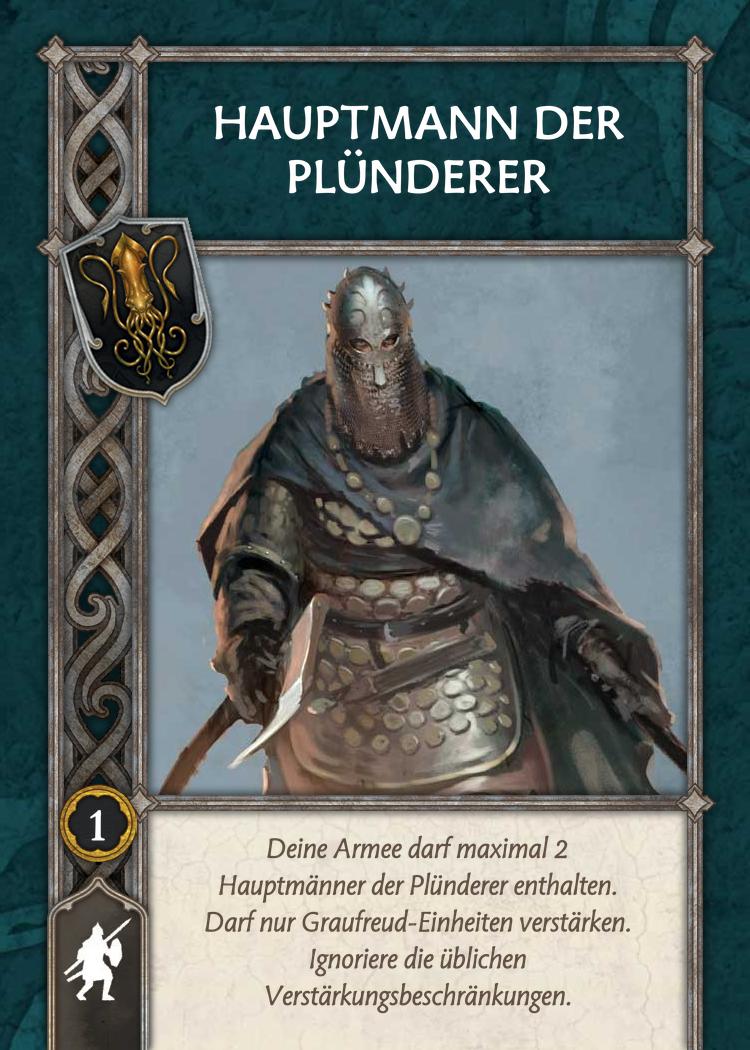 HAUPTMANN DER
PLÜNDERER
1
Deine Armee darf maximal 2
Hauptmänner der Plünderer enthalten.
Darf nur Graufreud-Einheiten verstärken.
Ignoriere die üblichen
Verstärkungsbeschränkungen.